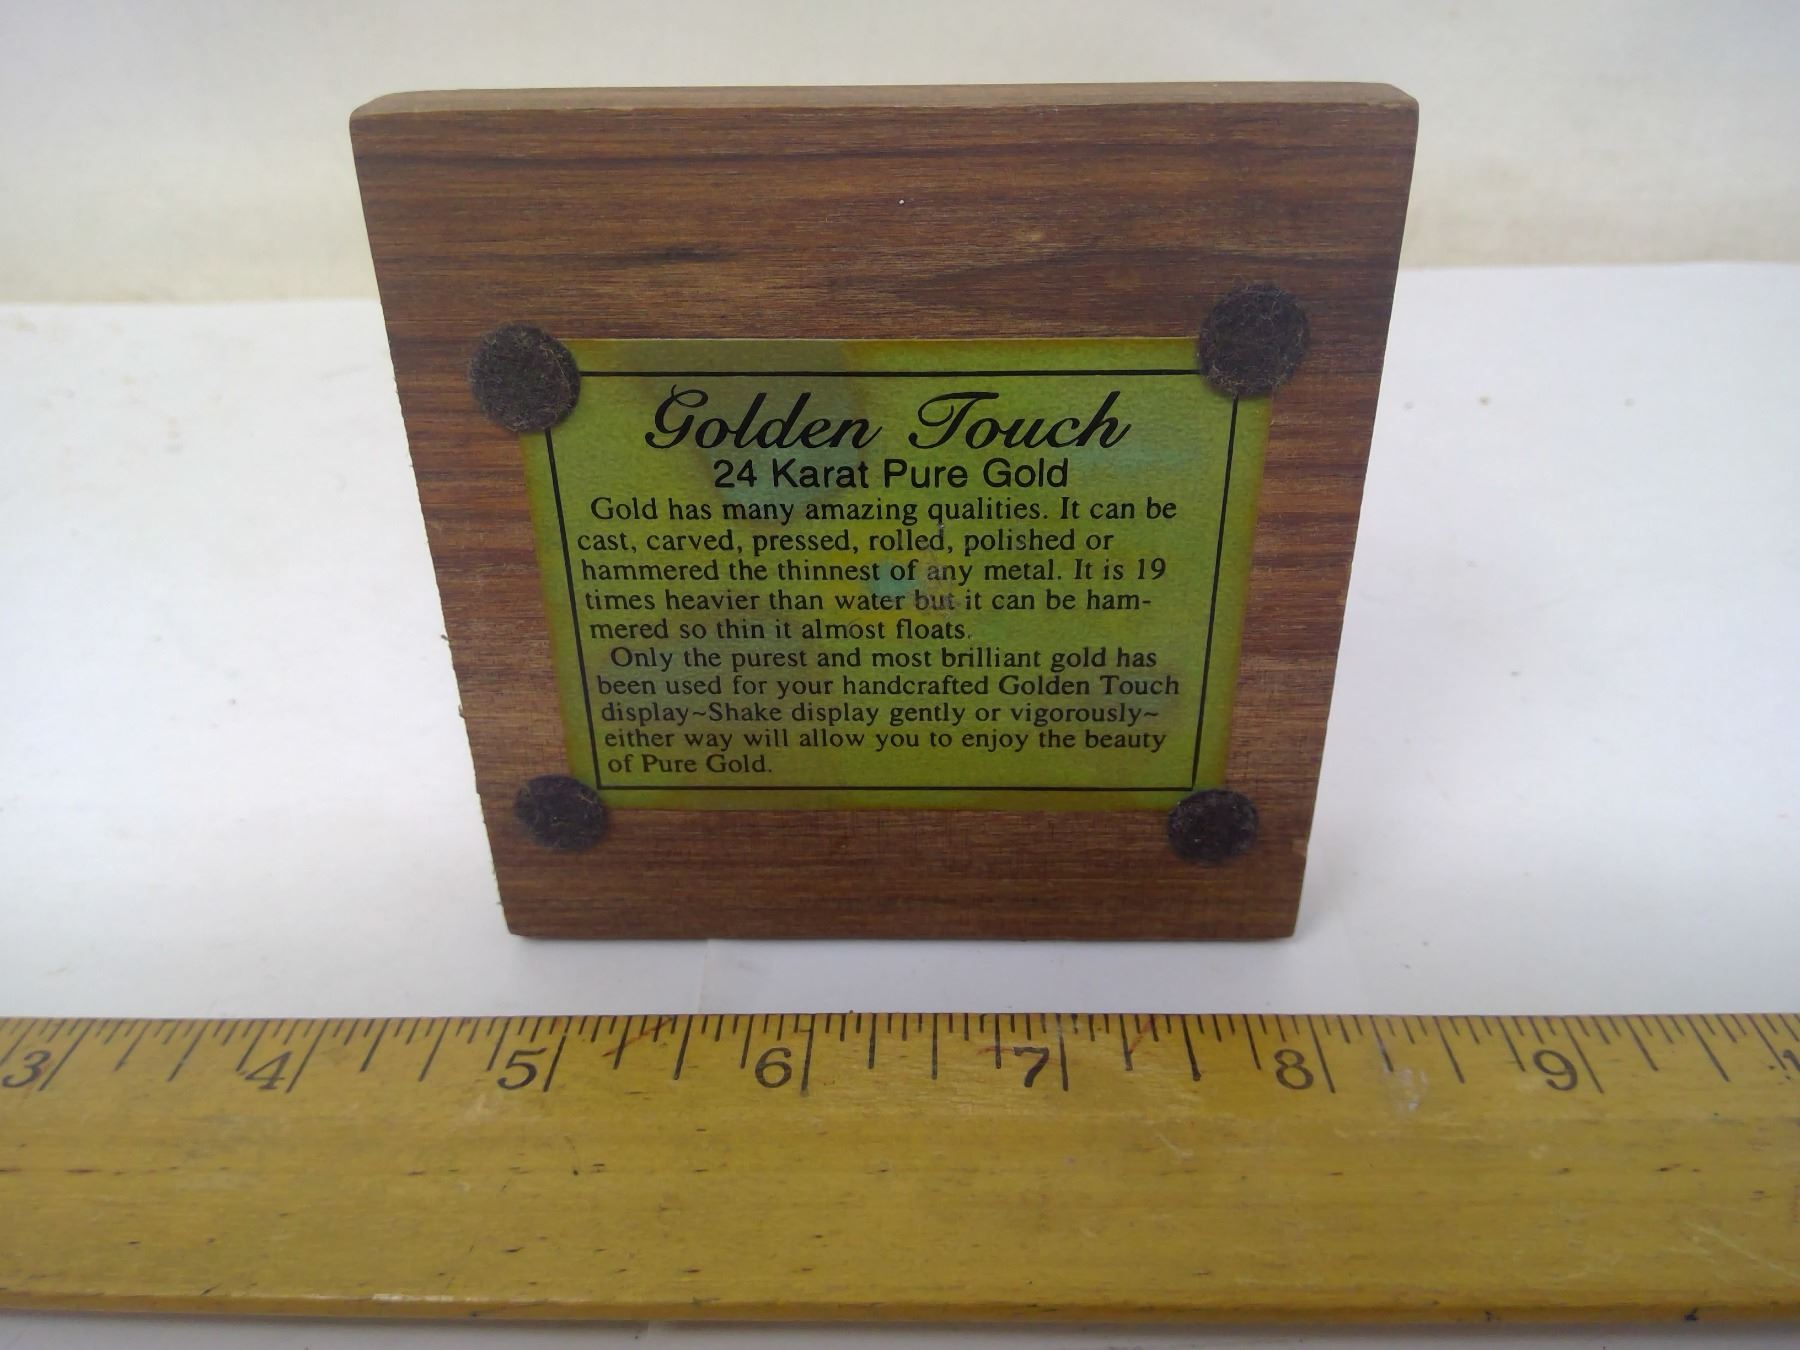 Golden Touch
24 Karat Pure Gold
Gold has many amazing qualities. It can be
cast, carved, pressed, rolled, polished or
hammered the thinnest of any metal. It is 19
times heavier than water but it can be ham-
mered so thin it almost floats.
Only the purest and most brilliant gold has
been used for your handcrafted Golden Touch
display~Shake display gently or vigorously~
either way will allow you to enjoy the beauty
of Pure Gold.
3 4 5 6 7 8 9 1